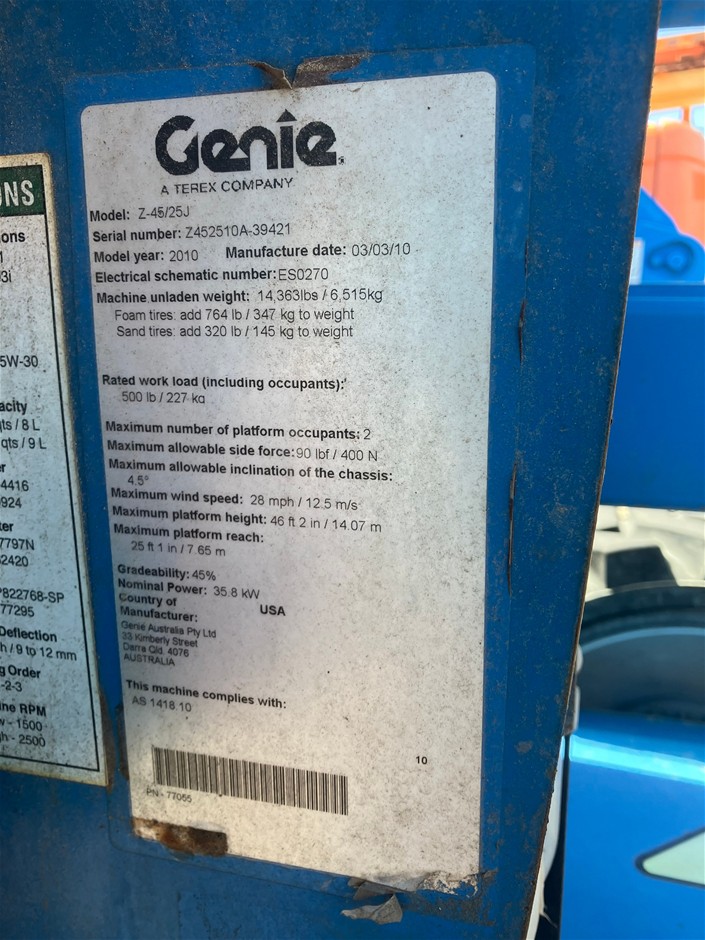 NS
ons
1
3i
5W-30
acity
qts / 8 L
qts / 9 L
er
4416
0924
ter
7797N
2420
P822768-SP
77295
Deflection
h / 9 to 12 mm
g Order
-2-3
ine RPM
w - 1500
gh - 2500
Genie
A TEREX COMPANY
Model: Z-45/25J
Serial number: Z452510A-39421
Model year: 2010 Manufacture date: 03/03/10
Electrical schematic number: ES0270
Machine unladen weight: 14,363lbs / 6,515kg
Foam tires: add 764 lb / 347 kg to weight
Sand tires: add 320 lb / 145 kg to weight
Rated work load (including occupants):
500 lb / 227 kg
Maximum number of platform occupants: 2
Maximum allowable side force: 90 lbf / 400 N
Maximum allowable inclination of the chassis:
4.5°
Maximum wind speed: 28 mph / 12.5 m/s
Maximum platform height: 46 ft 2 in / 14.07 m
Maximum platform reach:
25 ft 1 in / 7.65 m
Gradeability: 45%
Nominal Power: 35.8 kW
Country of
Manufacturer: USA
Genie Australia Pty Ltd
33 Kimberly Street
Darra Qld. 4076
AUSTRALIA
This machine complies with:
AS 1418.10
10
PN - 77055